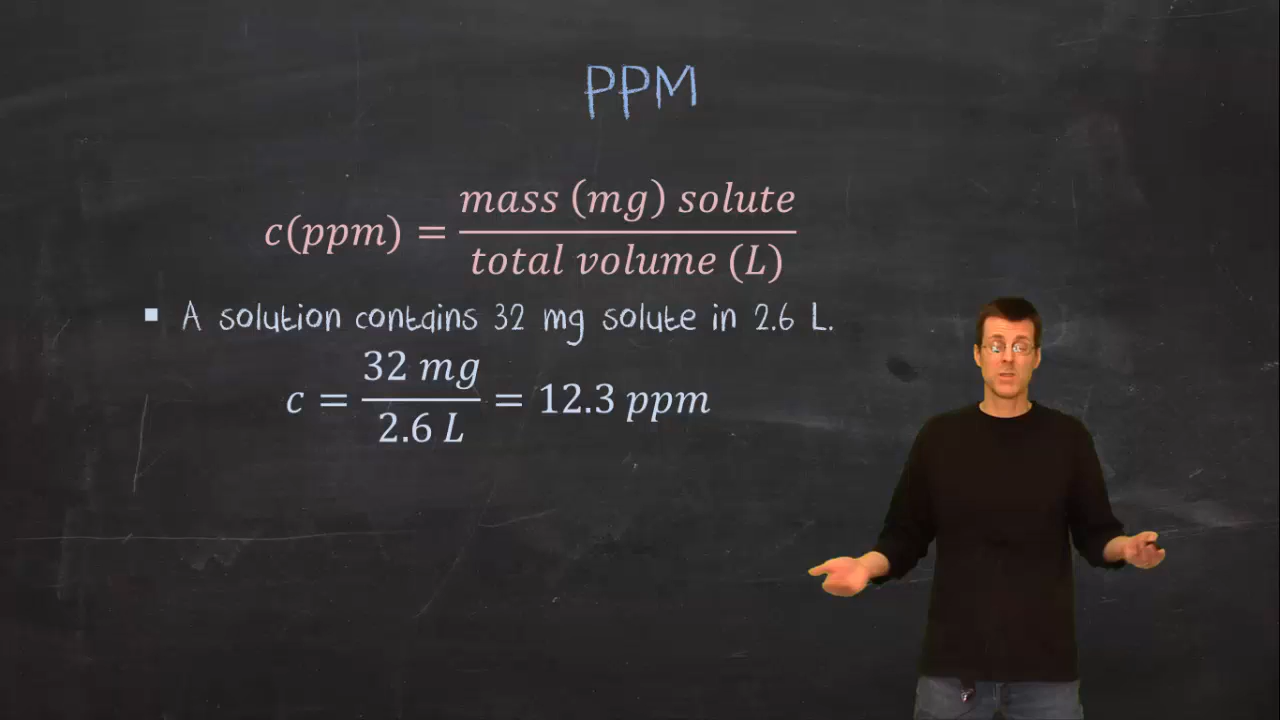 PPM
c(ppm) = mass (mg) solute / total volume (L)
▪ A solution contains 32 mg solute in 2.6 L.
c = 32 mg / 2.6 L = 12.3 ppm